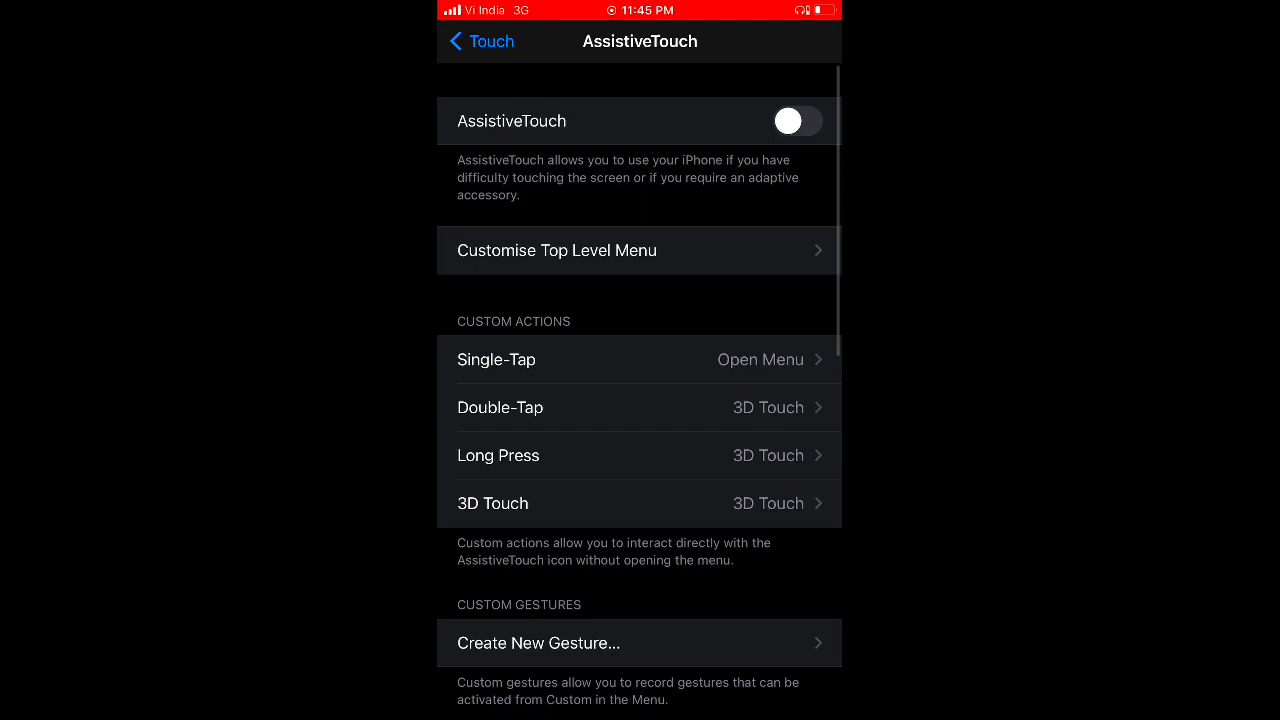 Vi India 3G 11:45 PM
Touch AssistiveTouch
AssistiveTouch
AssistiveTouch allows you to use your iPhone if you have
difficulty touching the screen or if you require an adaptive
accessory.
Customise Top Level Menu
CUSTOM ACTIONS
Single-Tap Open Menu
Double-Tap 3D Touch
Long Press 3D Touch
3D Touch 3D Touch
Custom actions allow you to interact directly with the
AssistiveTouch icon without opening the menu.
CUSTOM GESTURES
Create New Gesture...
Custom gestures allow you to record gestures that can be
activated from Custom in the Menu.